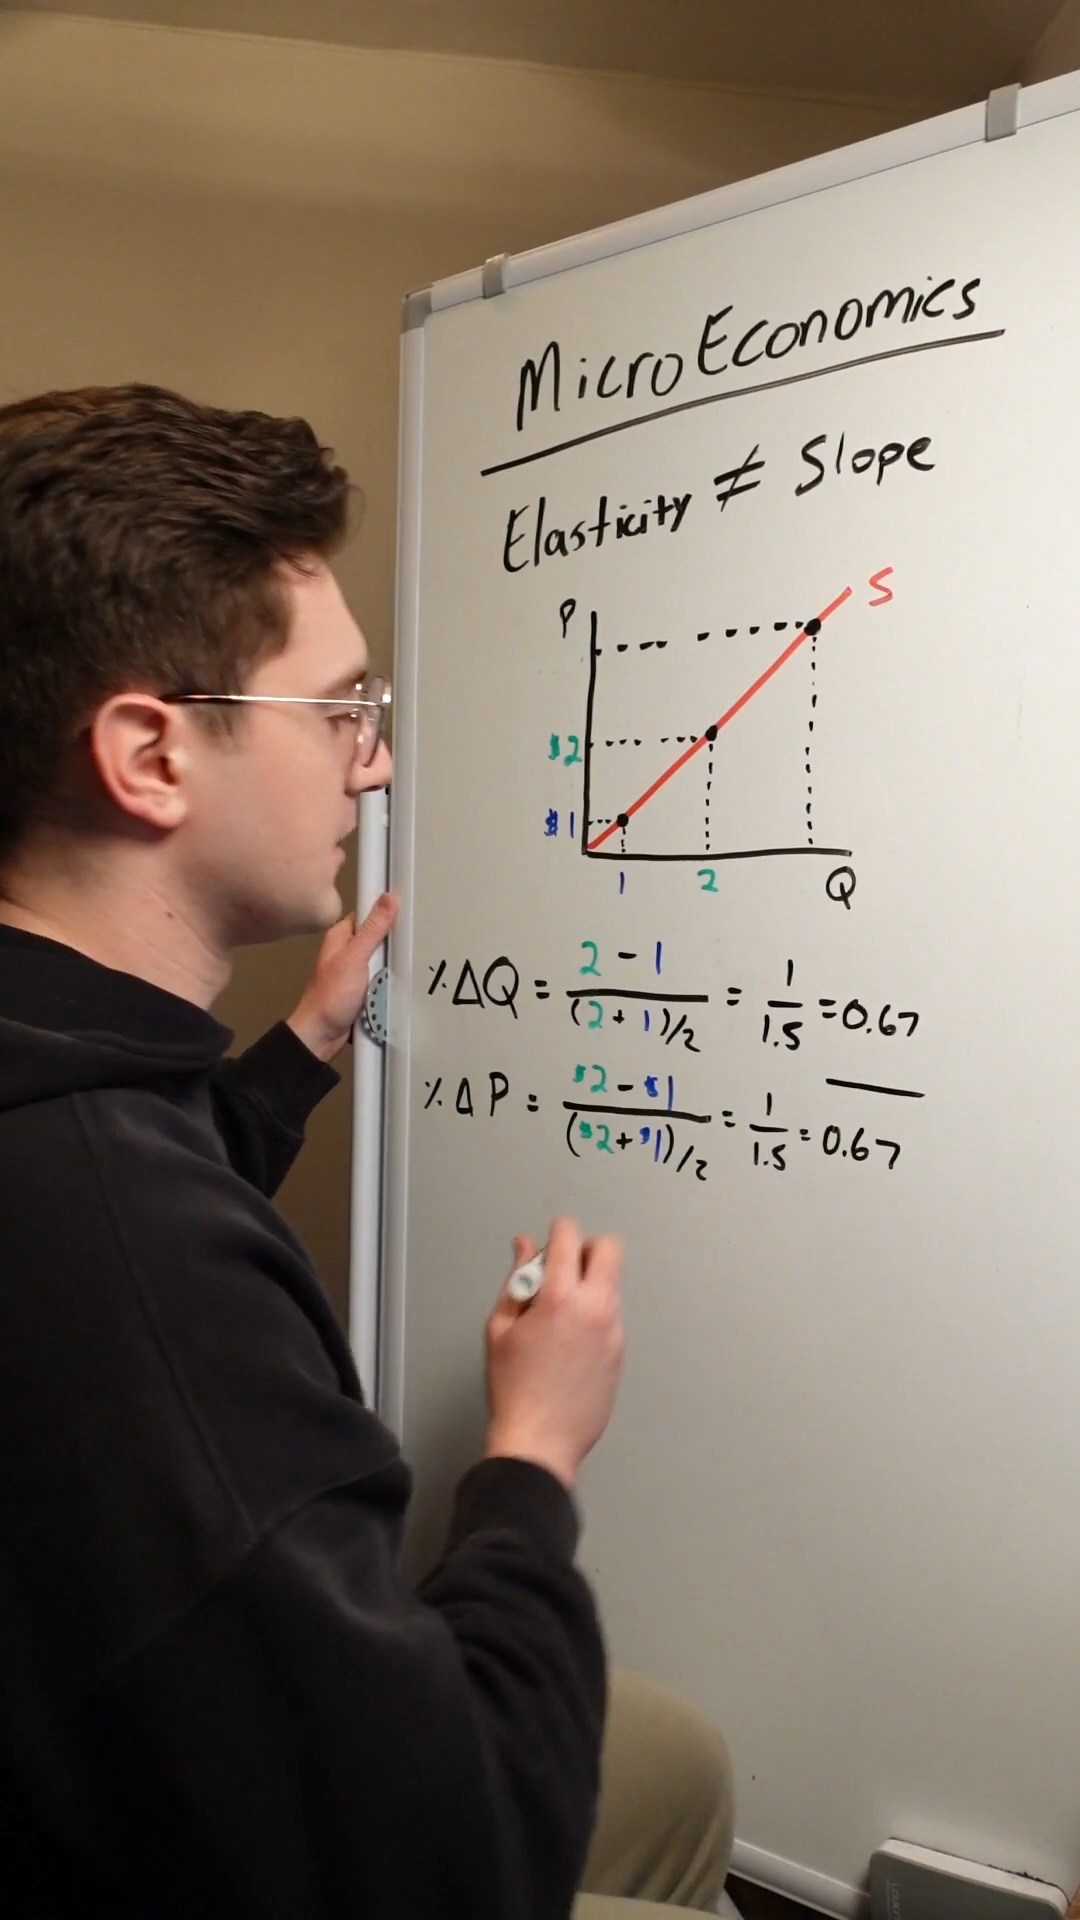 MicroEconomics
Elasticity ≠ Slope
P
S
$2
$1
1 2 Q
%ΔQ = 2 - 1 / (2 + 1)/2 = 1 / 1.5 = 0.67
%ΔP = $2 - $1 / ($2 + $1)/2 = 1 / 1.5 = 0.67